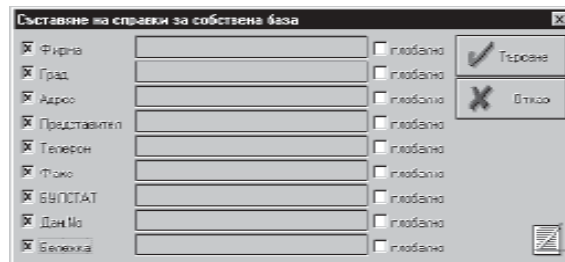 Съставяне на справки за собствена база
Фирма глобално
Търсене
Град глобално
Адрес глобално
Отказ
Представител глобално
Телефон глобално
Факс глобално
БУЛСТАТ глобално
Дан.No глобално
Бележка глобално